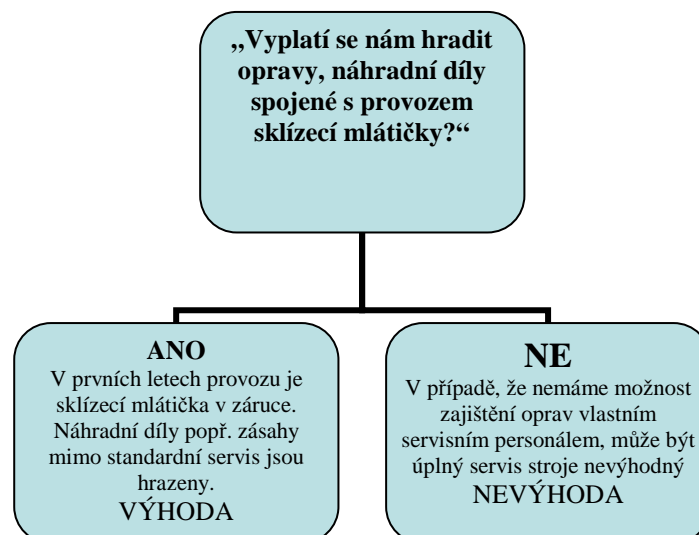 „Vyplatí se nám hradit
opravy, náhradní díly
spojené s provozem
sklízecí mlátičky?“
ANO
V prvních letech provozu je
sklízecí mlátička v záruce.
Náhradní díly popř. zásahy
mimo standardní servis jsou
hrazeny.
VÝHODA
NE
V případě, že nemáme možnost
zajištění oprav vlastním
servisním personálem, může být
úplný servis stroje nevýhodný
NEVÝHODA